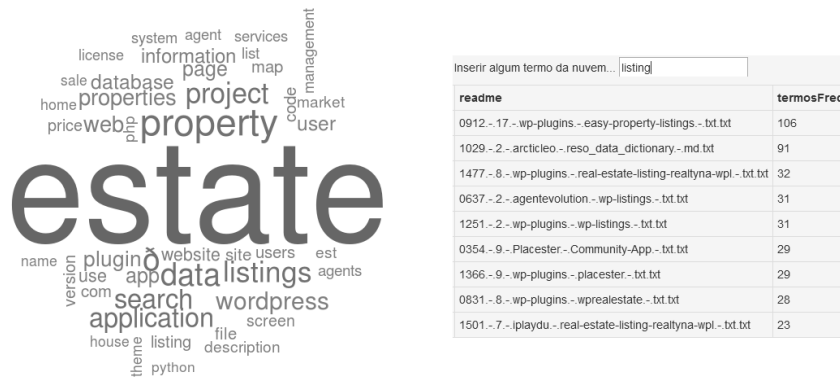 system agent services
management
license information list
page map
sale database
home properties project code market
price web php property user
estate
name plugin ǒ website site users est
version use app data listings agents
com search wordpress
application screen
file
house listing description
theme python
Inserir algum termo da nuvem... listing
readme termosFreq
0912.-.17.-.wp-plugins.-.easy-property-listings.-.txt.txt 106
1029.-.2.-.arcticleo.-.reso_data_dictionary.-.md.txt 91
1477.-.8.-.wp-plugins.-.real-estate-listing-realtyna-wpl.-.txt.txt 32
0637.-.2.-.agentevolution.-.wp-listings.-.txt.txt 31
1251.-.2.-.wp-plugins.-.wp-listings.-.txt.txt 31
0354.-.9.-.Placester.-.Community-App.-.txt.txt 29
1366.-.9.-.wp-plugins.-.placester.-.txt.txt 29
0831.-.8.-.wp-plugins.-.wprealestate.-.txt.txt 28
1501.-.7.-.iplaydu.-.real-estate-listing-realtyna-wpl.-.txt.txt 23